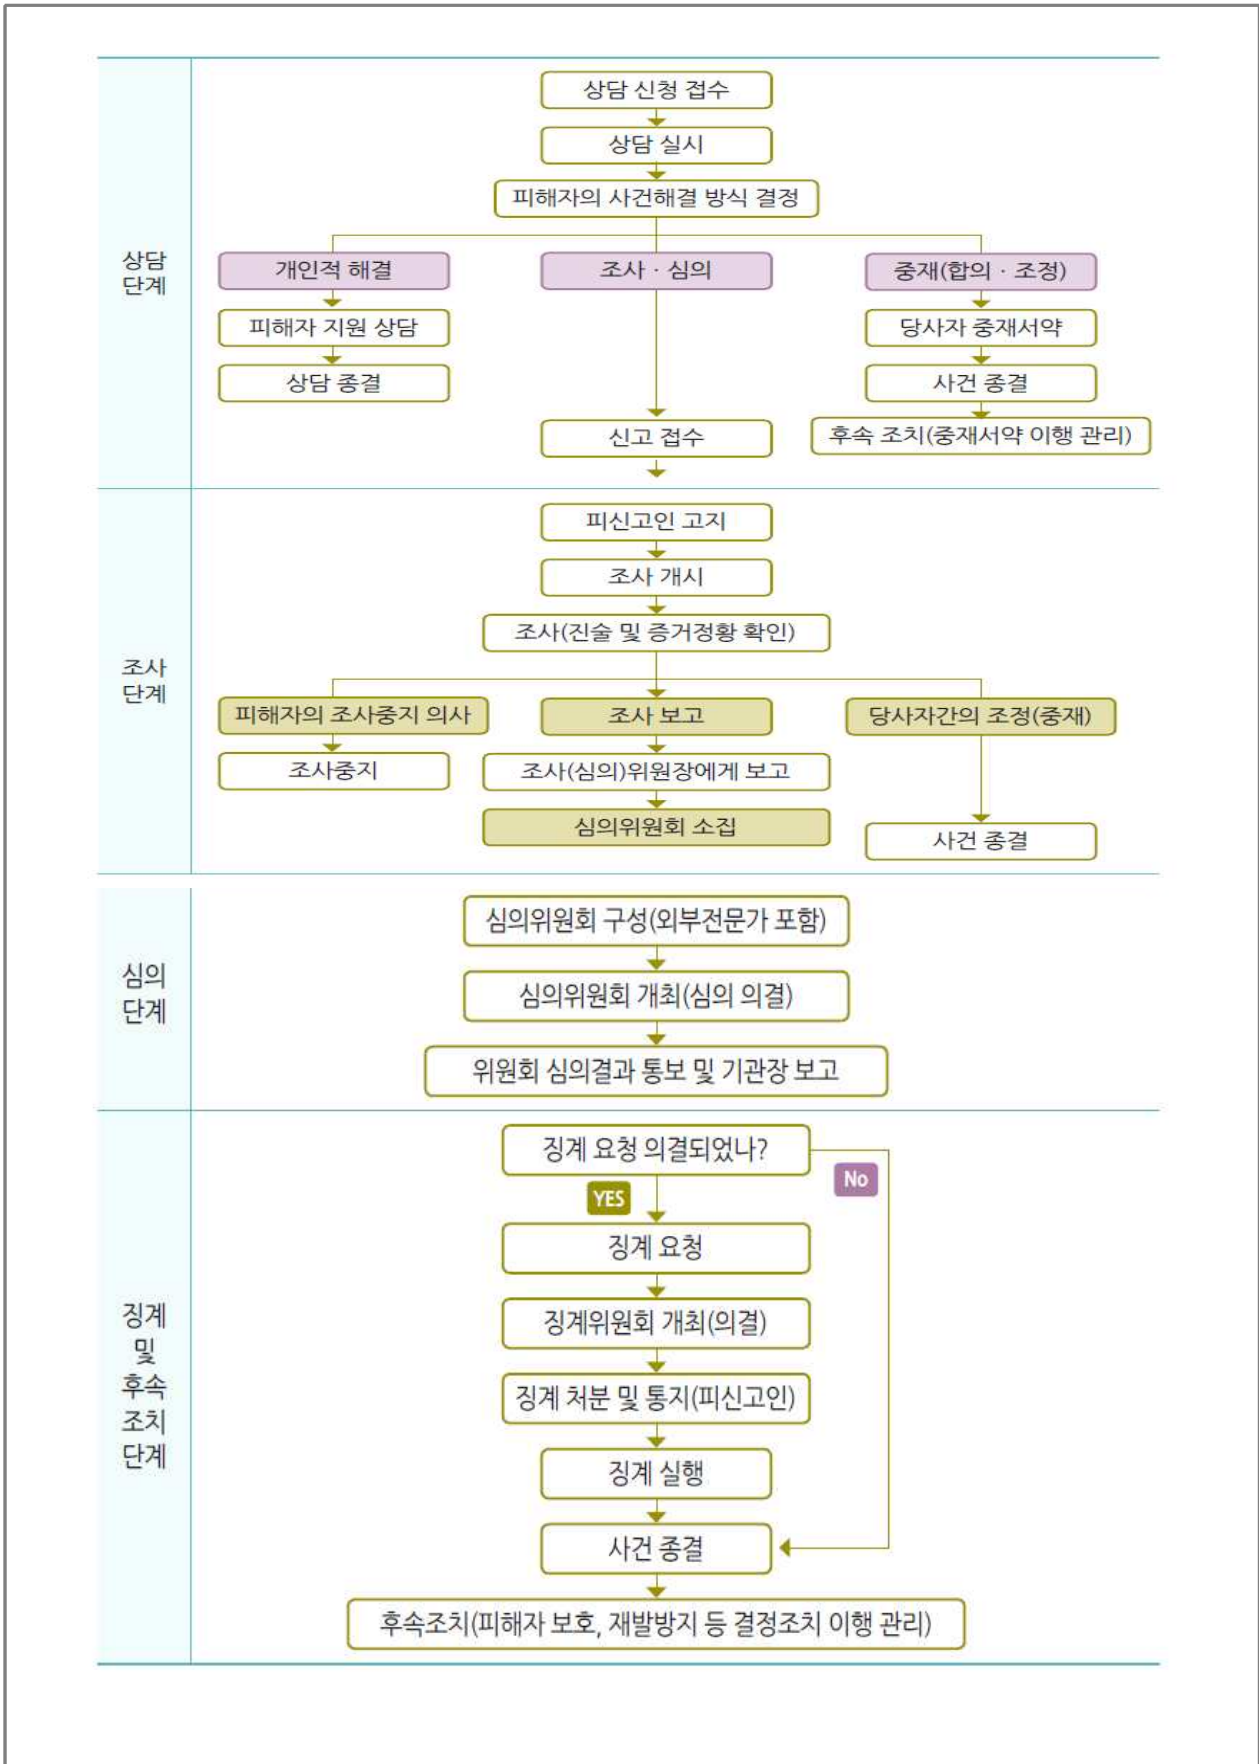 상담 신청 접수
상담 실시
피해자의 사건해결 방식 결정
상담
단계
개인적 해결
조사 · 심의
중재(합의 · 조정)
피해자 지원 상담
당사자 중재서약
상담 종결
사건 종결
신고 접수
후속 조치(중재서약 이행 관리)
피신고인 고지
조사 개시
조사(진술 및 증거정황 확인)
조사
단계
피해자의 조사중지 의사
조사 보고
당사자간의 조정(중재)
조사중지
조사(심의)위원장에게 보고
심의위원회 소집
사건 종결
심의위원회 구성(외부전문가 포함)
심의
단계
심의위원회 개최(심의 의결)
위원회 심의결과 통보 및 기관장 보고
징계 요청 의결되었나?
No
YES
징계 요청
징계
및
후속
조치
단계
징계위원회 개최(의결)
징계 처분 및 통지(피신고인)
징계 실행
사건 종결
후속조치(피해자 보호, 재발방지 등 결정조치 이행 관리)